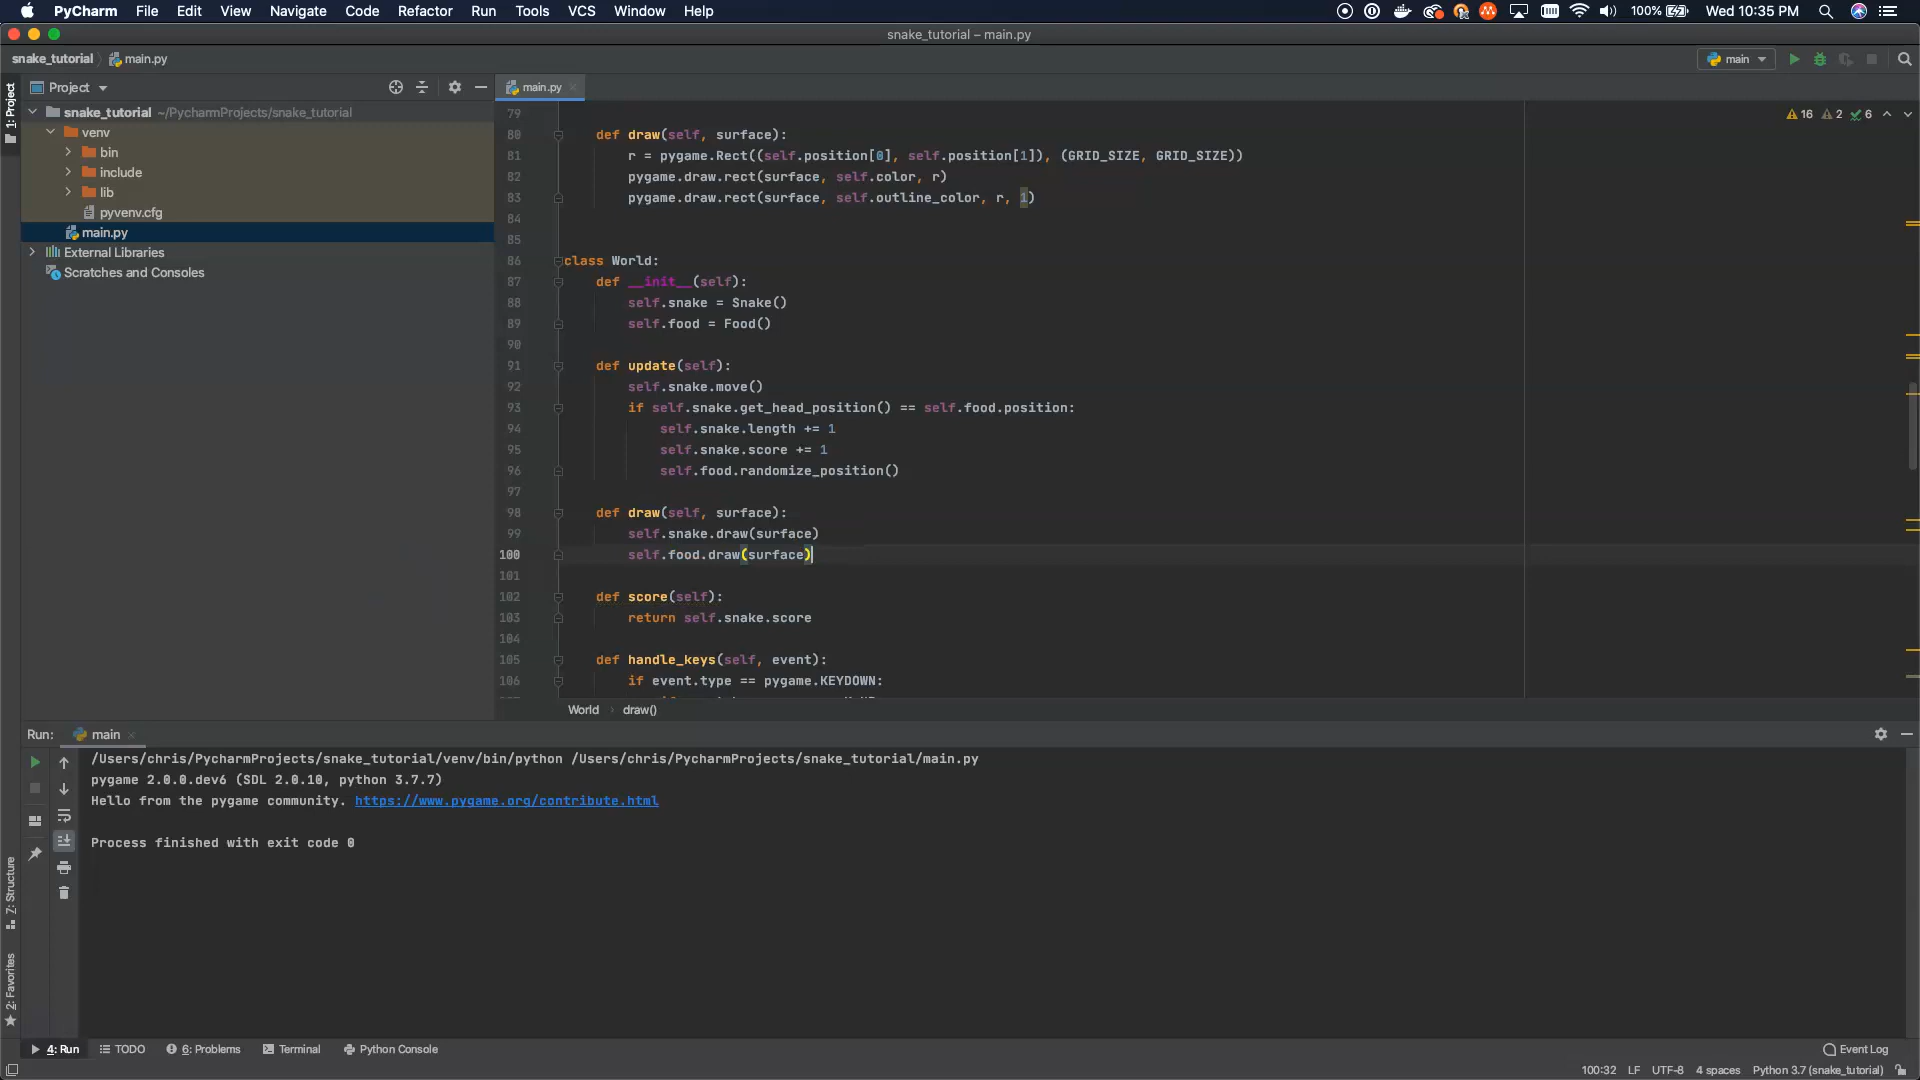 PyCharm File Edit View Navigate Code Refactor Run Tools VCS Window Help 100% Wed 10:35 PM
snake_tutorial – main.py
snake_tutorial main.py main
1: Project
Project
main.py
snake_tutorial ~/PycharmProjects/snake_tutorial
venv
bin
include
lib
pyvenv.cfg
main.py
External Libraries
Scratches and Consoles
16 2 6
79
80 def draw(self, surface):
81 r = pygame.Rect((self.position[0], self.position[1]), (GRID_SIZE, GRID_SIZE))
82 pygame.draw.rect(surface, self.color, r)
83 pygame.draw.rect(surface, self.outline_color, r, 1)
84
85
86 class World:
87 def __init__(self):
88 self.snake = Snake()
89 self.food = Food()
90
91 def update(self):
92 self.snake.move()
93 if self.snake.get_head_position() == self.food.position:
94 self.snake.length += 1
95 self.snake.score += 1
96 self.food.randomize_position()
97
98 def draw(self, surface):
99 self.snake.draw(surface)
100 self.food.draw(surface)
101
102 def score(self):
103 return self.snake.score
104
105 def handle_keys(self, event):
106 if event.type == pygame.KEYDOWN:
World draw()
Run: main
/Users/chris/PycharmProjects/snake_tutorial/venv/bin/python /Users/chris/PycharmProjects/snake_tutorial/main.py
pygame 2.0.0.dev6 (SDL 2.0.10, python 3.7.7)
Hello from the pygame community. https://www.pygame.org/contribute.html
Process finished with exit code 0
Z: Structure
2: Favorites
4: Run TODO 6: Problems Terminal Python Console Event Log
100:32 LF UTF-8 4 spaces Python 3.7 (snake_tutorial)